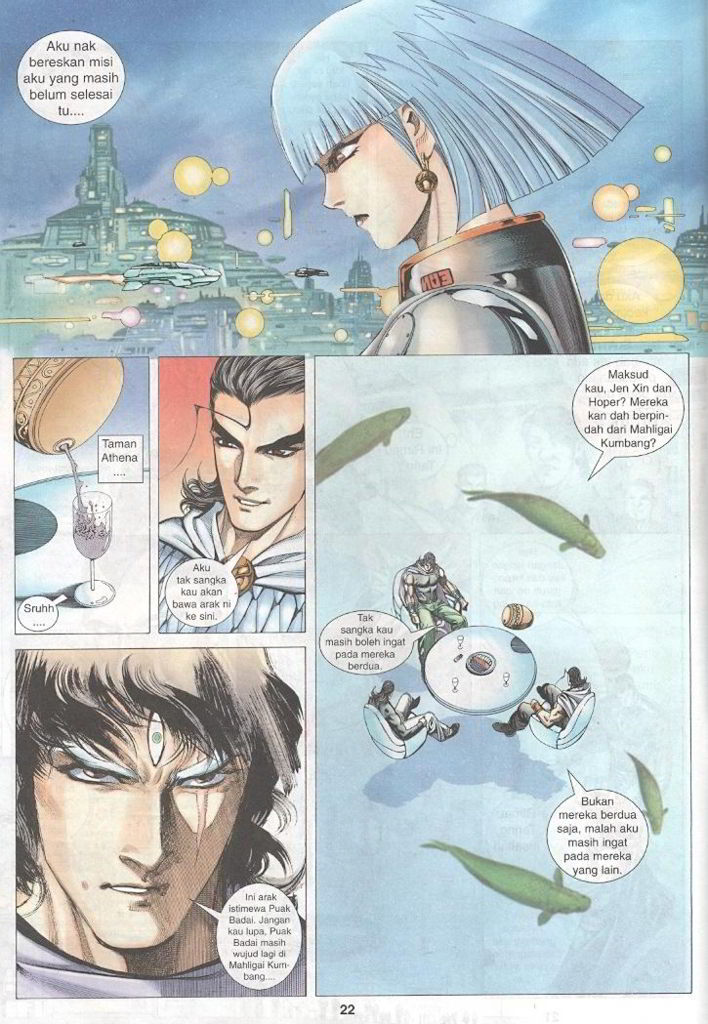 Aku nak
bereskan misi
aku yang masih
belum selesai
tu....
Taman
Athena
....
Sruhh
....
Aku
tak sangka
kau akan
bawa arak ni
ke sini.
Maksud
kau, Jen Xin dan
Hoper? Mereka
kan dah berpin-
dah dari Mahligai
Kumbang?
Tak
sangka kau
masih boleh ingat
pada mereka
berdua.
Bukan
mereka berdua
saja, malah aku
masih ingat
pada mereka
yang lain.
Ini arak
istimewa Puak
Badai. Jangan
kau lupa, Puak
Badai masih
wujud lagi di
Mahligai Kum-
bang....
22